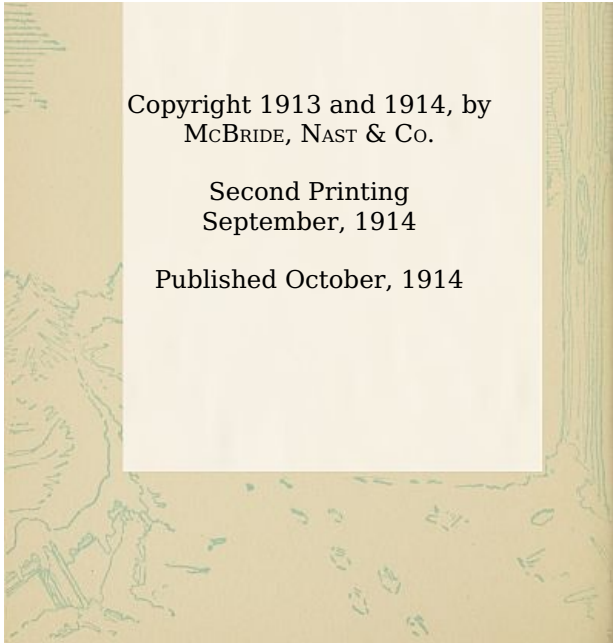 Copyright 1913 and 1914, by
McBride, Nast & Co.
Second Printing
September, 1914
Published October, 1914